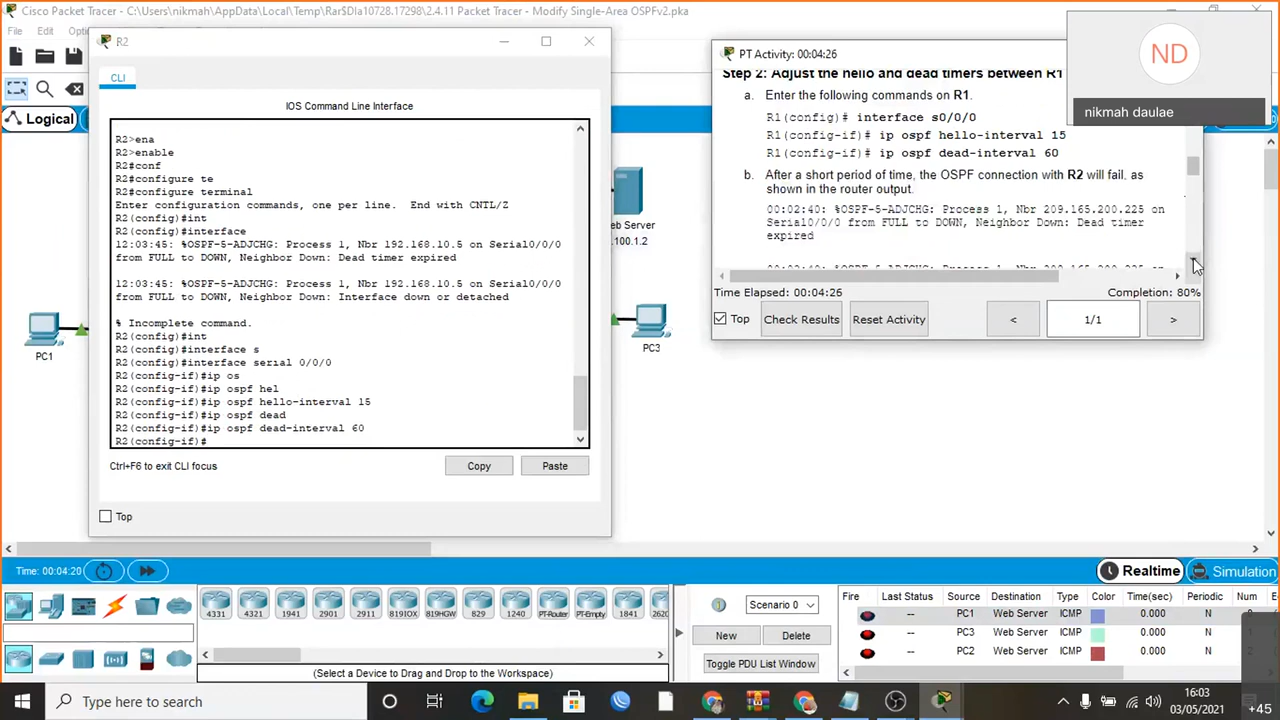 Cisco Packet Tracer - C:\Users\nikmah\AppData\Local\Temp\Rar$DIa10728.17298\2.4.11 Packet Tracer - Modify Single-Area OSPFv2.pka
File Edit
Logical
R2
CLI
IOS Command Line Interface
R2>ena
R2>enable
R2#conf
R2#configure te
R2#configure terminal
Enter configuration commands, one per line.  End with CNTL/Z
R2(config)#int
R2(config)#interface
12:03:45: %OSPF-5-ADJCHG: Process 1, Nbr 192.168.10.5 on Serial0/0/0
from FULL to DOWN, Neighbor Down: Dead timer expired
12:03:45: %OSPF-5-ADJCHG: Process 1, Nbr 192.168.10.5 on Serial0/0/0
from FULL to DOWN, Neighbor Down: Interface down or detached
% Incomplete command.
R2(config)#int
R2(config)#interface s
R2(config)#interface serial 0/0/0
R2(config-if)#ip os
R2(config-if)#ip ospf hel
R2(config-if)#ip ospf hello-interval 15
R2(config-if)#ip ospf dead
R2(config-if)#ip ospf dead-interval 60
R2(config-if)#
Ctrl+F6 to exit CLI focus
Copy
Paste
Top
PC1
Server
.100.1.2
PC3
PT Activity: 00:04:26
Step 2: Adjust the hello and dead timers between R1
a. Enter the following commands on R1.
R1(config)# interface s0/0/0
R1(config-if)# ip ospf hello-interval 15
R1(config-if)# ip ospf dead-interval 60
b. After a short period of time, the OSPF connection with R2 will fail, as
shown in the router output.
00:02:40: %OSPF-5-ADJCHG: Process 1, Nbr 209.165.200.225 on
Serial0/0/0 from FULL to DOWN, Neighbor Down: Dead timer
expired
Time Elapsed: 00:04:26
Completion: 80%
Top
Check Results
Reset Activity
<
1/1
>
ND
nikmah daulae
Time: 00:04:20
Realtime
Simulation
4331 4321 1941 2901 2911 819IOX 819HGW 829 1240 PT-Router PT-Empty 1841 2620
(Select a Device to Drag and Drop to the Workspace)
Scenario 0
New
Delete
Toggle PDU List Window
Fire Last Status Source Destination Type Color Time(sec) Periodic Num
-- PC1 Web Server ICMP 0.000 N
-- PC3 Web Server ICMP 0.000 N
-- PC2 Web Server ICMP 0.000 N
Type here to search
16:03
03/05/2021
+45